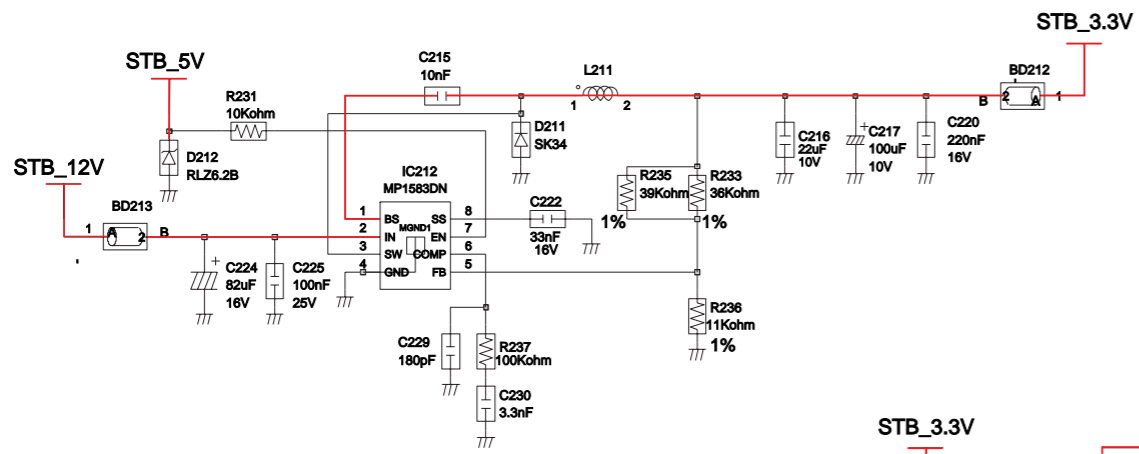 STB_3.3V
STB_5V
C215
10nF
L211
1 2
BD212
B 2 A 1
R231
10Kohm
D212
RLZ6.2B
D211
SK34
C216
22uF
10V
+
C217
100uF
10V
C220
220nF
16V
STB_12V
BD213
1 A 2 B
IC212
MP1583DN
R235
39Kohm
1%
R233
36Kohm
1%
1 BS SS 8
MGND1
2 IN EN 7
3 SW COMP 6
4 GND FB 5
C222
33nF
16V
+
C224
82uF
16V
C225
100nF
25V
R236
11Kohm
1%
C229
180pF
R237
100Kohm
C230
3.3nF
STB_3.3V